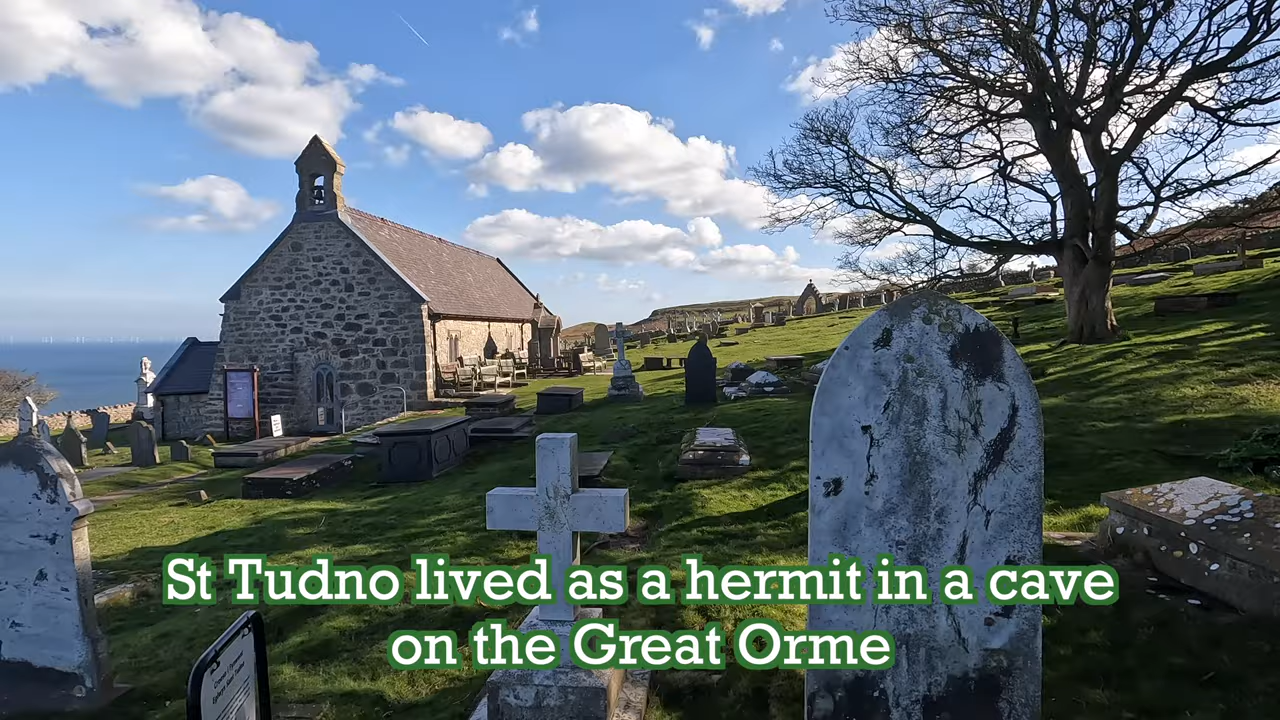 St Tudno lived as a hermit in a cave
on the Great Orme